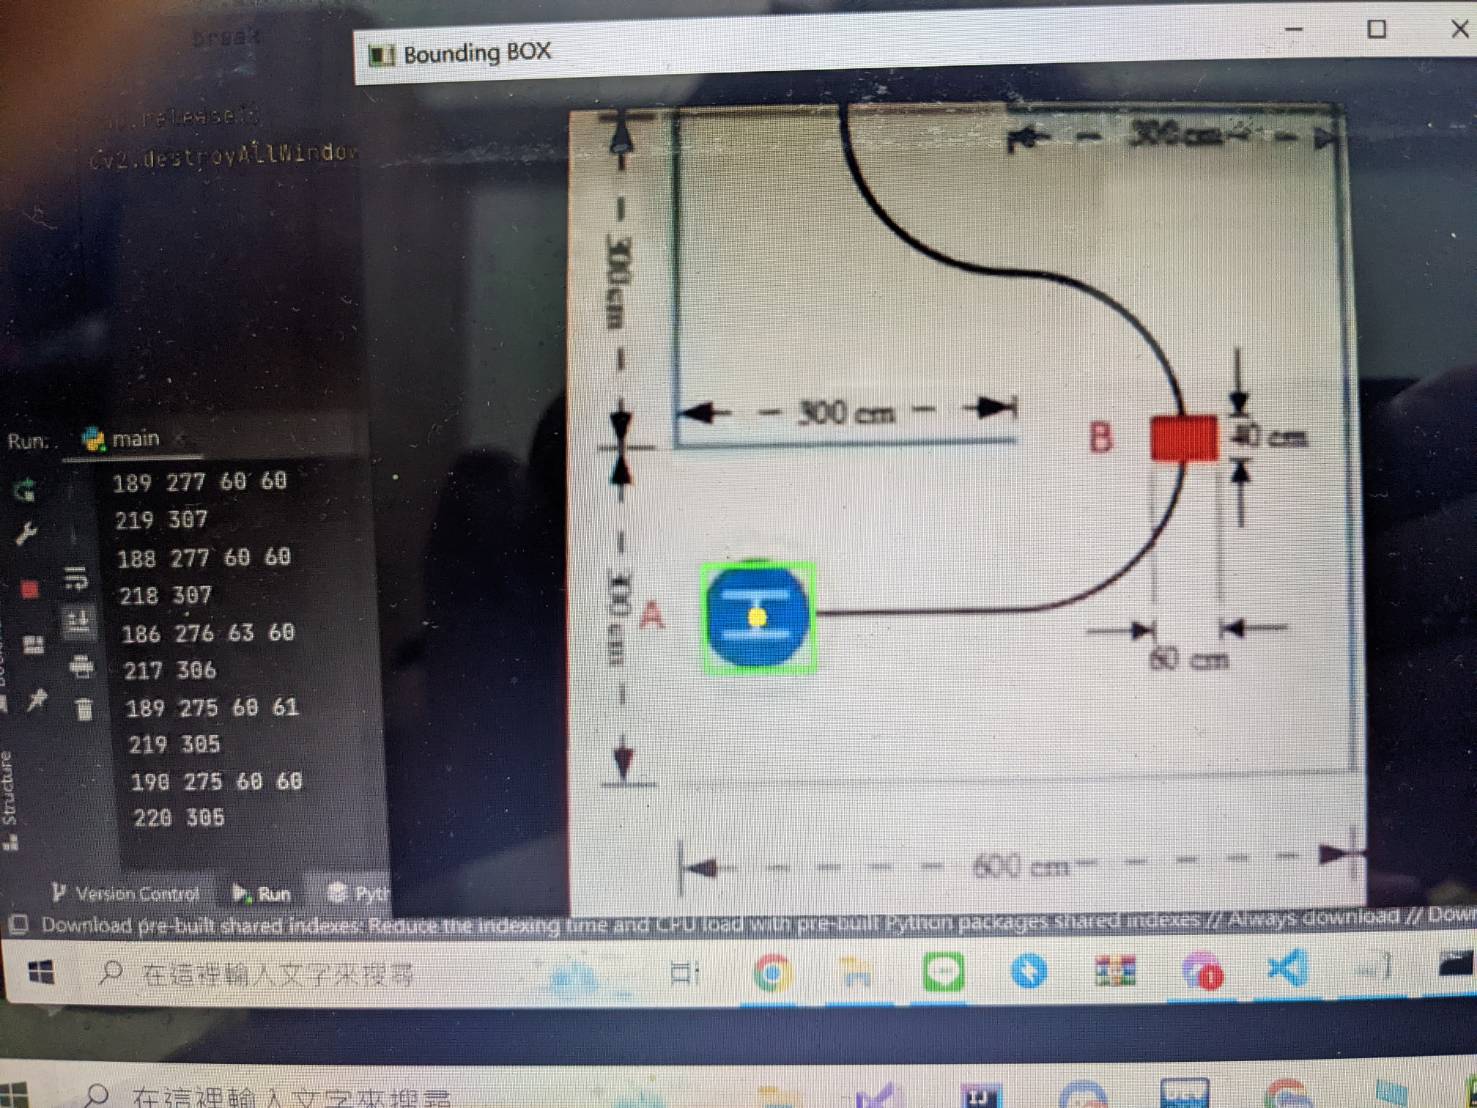 break
Bounding BOX
cv2.destroyAllWindow
300 cm
300 cm
300 cm
B
40 cm
A
300 cm
60 cm
600 cm
Run:
main
189 277 60 60
219 307
188 277 60 60
218 307
186 276 63 60
217 306
189 275 60 61
219 305
190 275 60 60
220 305
Structure
Version Control
Run
Pyth
Download pre-built shared indexes: Reduce the indexing time and CPU load with pre-built Python packages shared indexes // Always download // Down
在這裡輸入文字來搜尋
1
在這裡輸入文字來搜尋
IJ